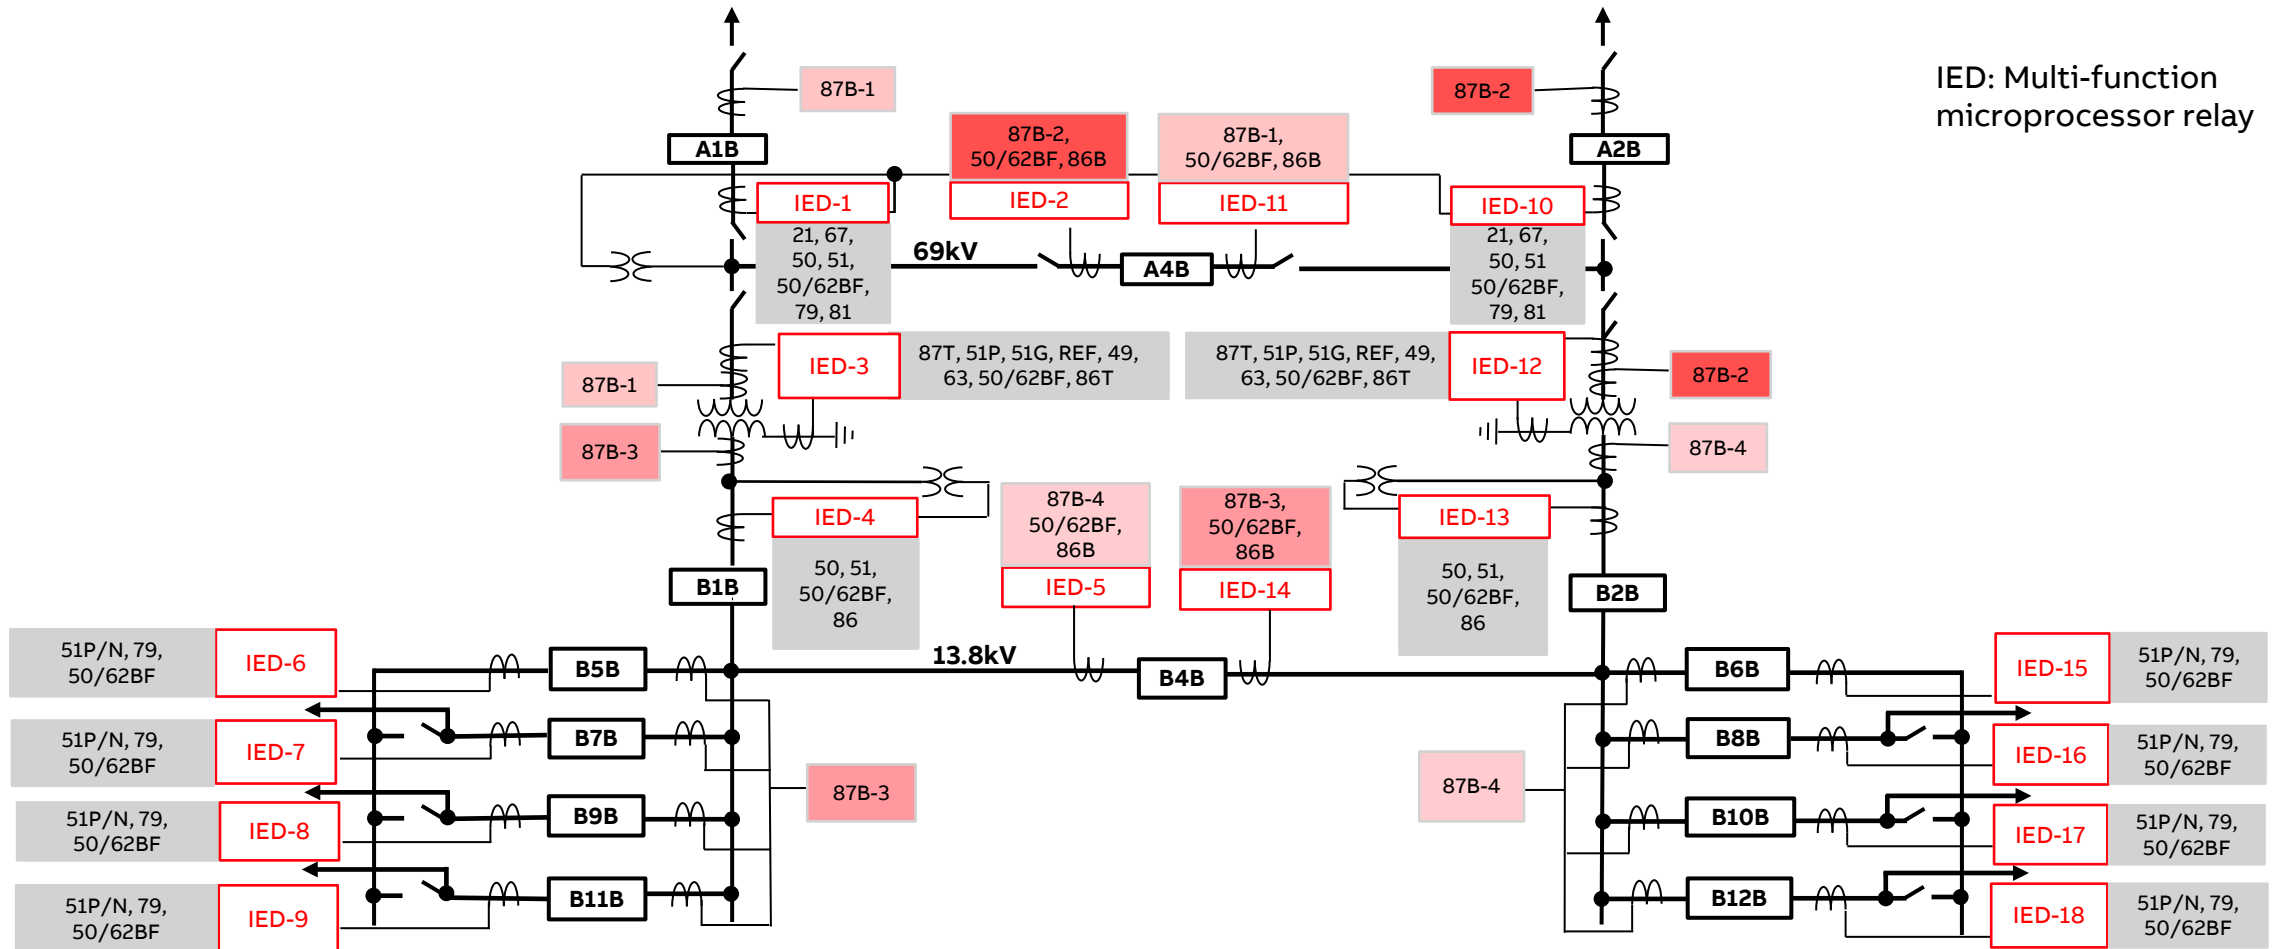 IED: Multi-function
microprocessor relay
87B-1
87B-2
A1B
87B-2,
50/62BF, 86B
87B-1,
50/62BF, 86B
A2B
IED-1
IED-2
IED-11
IED-10
21, 67,
50, 51,
50/62BF,
79, 81
69kV
A4B
21, 67,
50, 51
50/62BF,
79, 81
IED-3
87T, 51P, 51G, REF, 49,
63, 50/62BF, 86T
87T, 51P, 51G, REF, 49,
63, 50/62BF, 86T
IED-12
87B-1
87B-2
87B-3
87B-4
IED-4
87B-4
50/62BF,
86B
87B-3,
50/62BF,
86B
IED-13
50, 51,
50/62BF,
86
IED-5
IED-14
50, 51,
50/62BF,
86
B1B
B2B
51P/N, 79,
50/62BF
IED-6
B5B
13.8kV
B4B
B6B
IED-15
51P/N, 79,
50/62BF
51P/N, 79,
50/62BF
IED-7
B7B
B8B
IED-16
51P/N, 79,
50/62BF
87B-3
87B-4
51P/N, 79,
50/62BF
IED-8
B9B
B10B
IED-17
51P/N, 79,
50/62BF
51P/N, 79,
50/62BF
IED-9
B11B
B12B
IED-18
51P/N, 79,
50/62BF